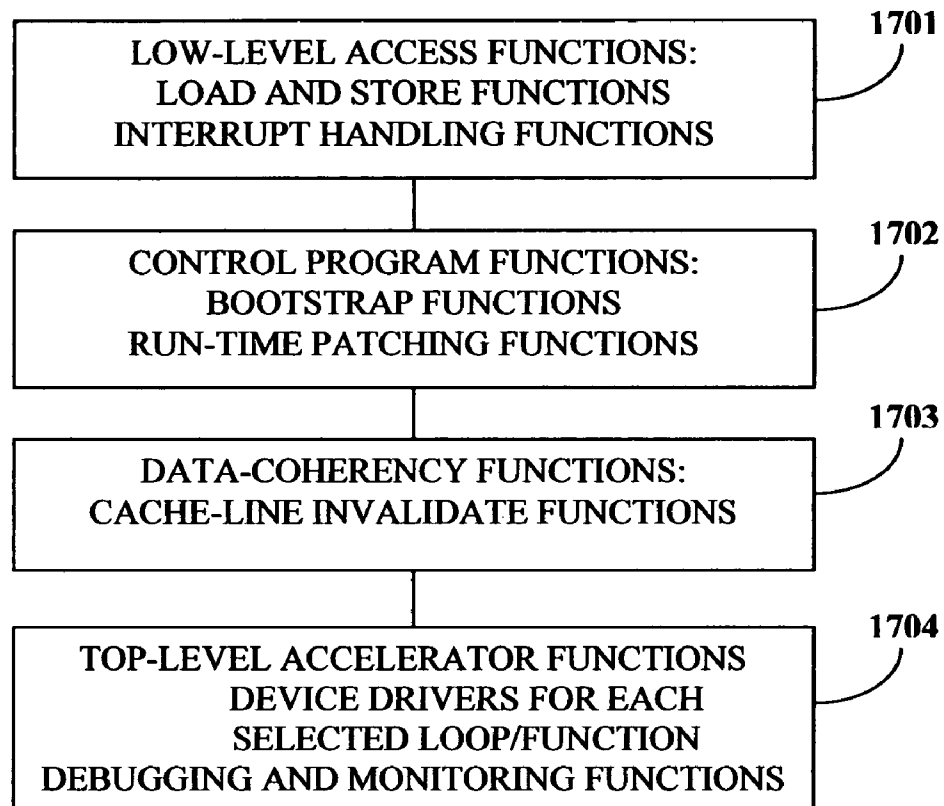 1701
LOW-LEVEL ACCESS FUNCTIONS:
LOAD AND STORE FUNCTIONS
INTERRUPT HANDLING FUNCTIONS
1702
CONTROL PROGRAM FUNCTIONS:
BOOTSTRAP FUNCTIONS
RUN-TIME PATCHING FUNCTIONS
1703
DATA-COHERENCY FUNCTIONS:
CACHE-LINE INVALIDATE FUNCTIONS
1704
TOP-LEVEL ACCELERATOR FUNCTIONS
DEVICE DRIVERS FOR EACH
SELECTED LOOP/FUNCTION
DEBUGGING AND MONITORING FUNCTIONS